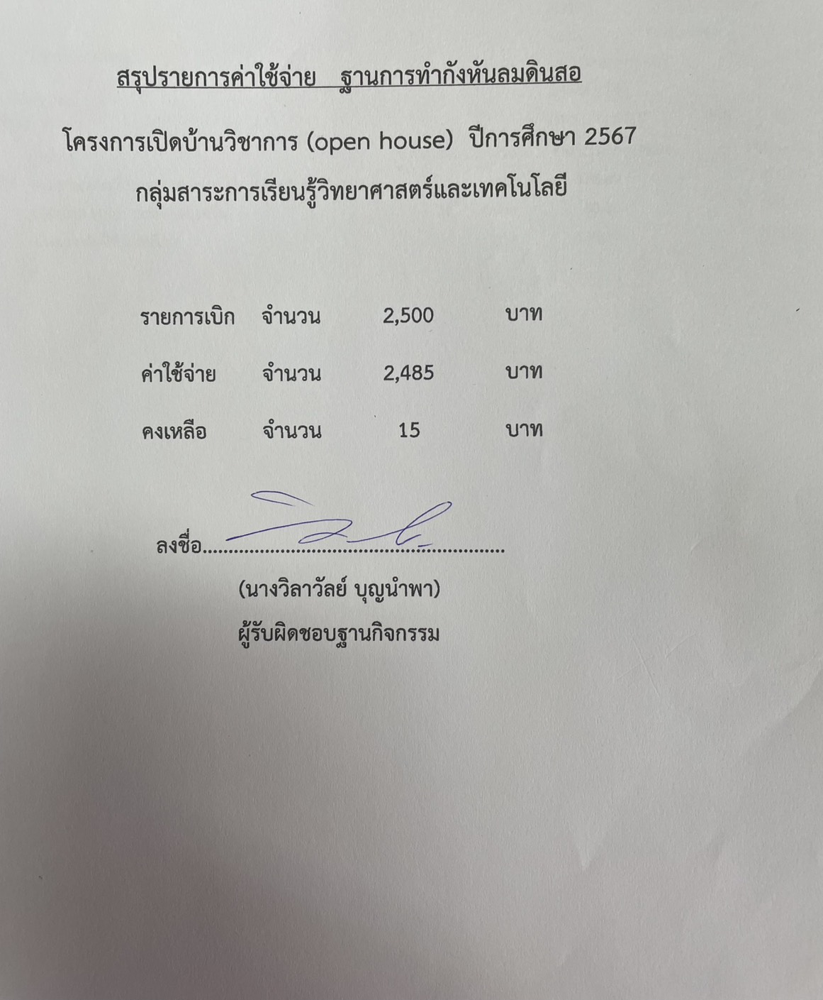 สรุปรายการค่าใช้จ่าย ฐานการทำกังหันลมดินสอ
โครงการเปิดบ้านวิชาการ (open house) ปีการศึกษา 2567
กลุ่มสาระการเรียนรู้วิทยาศาสตร์และเทคโนโลยี
รายการเบิก จำนวน 2,500 บาท
ค่าใช้จ่าย จำนวน 2,485 บาท
คงเหลือ จำนวน 15 บาท
ลงชื่อ............................................................
(นางวิลาวัลย์ บุญนำพา)
ผู้รับผิดชอบฐานกิจกรรม